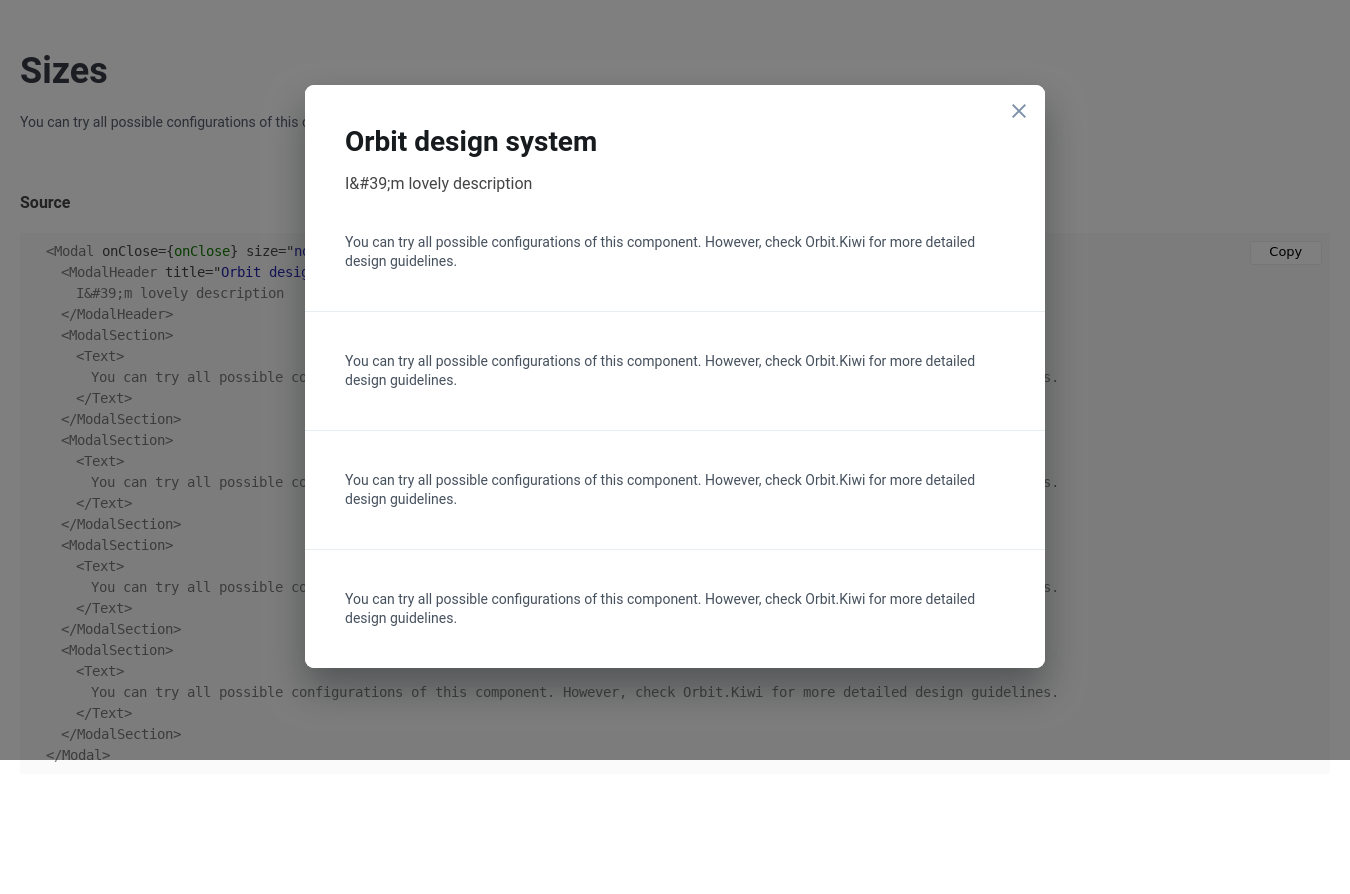 Sizes
You can try all possible configurations of this
Source
Copy
<Modal onClose={onClose} size="
<ModalHeader title="Orbit
I&#39;m lovely description
</ModalHeader>
<ModalSection>
<Text>
You can try all possible
</Text>
</ModalSection>
<ModalSection>
<Text>
You can try all possible
</Text>
</ModalSection>
<ModalSection>
<Text>
You can try all possible
</Text>
</ModalSection>
<ModalSection>
<Text>
You can try all possible configurations of this component. However, check Orbit.Kiwi for more detailed design guidelines.
</Text>
</ModalSection>
</Modal>
Orbit design system
I&#39;m lovely description
You can try all possible configurations of this component. However, check Orbit.Kiwi for more detailed
design guidelines.
You can try all possible configurations of this component. However, check Orbit.Kiwi for more detailed
design guidelines.
You can try all possible configurations of this component. However, check Orbit.Kiwi for more detailed
design guidelines.
You can try all possible configurations of this component. However, check Orbit.Kiwi for more detailed
design guidelines.